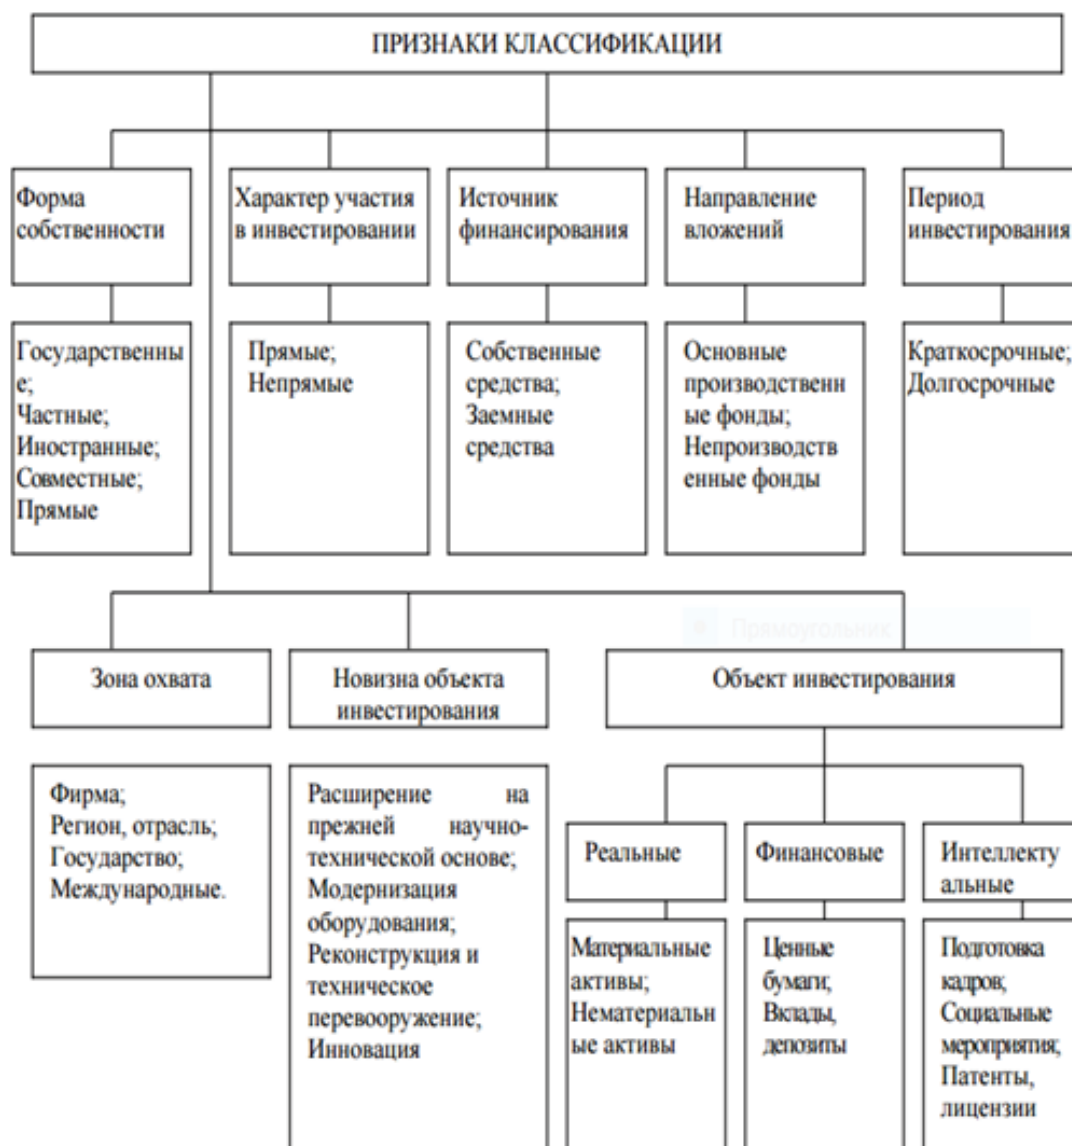 ПРИЗНАКИ КЛАССИФИКАЦИИ
Форма
собственности
Характер участия
в инвестировании
Источник
финансирования
Направление
вложений
Период
инвестирования
Государственны
е;
Частные;
Иностранные;
Совместные;
Прямые
Прямые;
Непрямые
Собственные
средства;
Заемные
средства
Основные
производственн
ые фонды;
Непроизводств
енные фонды
Краткосрочные;
Долгосрочные
Прямоугольник
Зона охвата
Новизна объекта
инвестирования
Объект инвестирования
Фирма;
Регион, отрасль;
Государство;
Международные.
Расширение на
прежней научно-
технической основе;
Модернизация
оборудования;
Реконструкция и
техническое
перевооружение;
Инновация
Реальные
Финансовые
Интеллекту
альные
Материальные
активы;
Нематериальн
ые активы
Ценные
бумаги;
Вклады,
депозиты
Подготовка
кадров;
Социальные
мероприятия;
Патенты,
лицензии